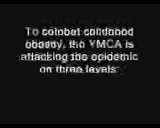 To combat childhood
obesity, the YMCA is
attacking the epidemic
on three levels: